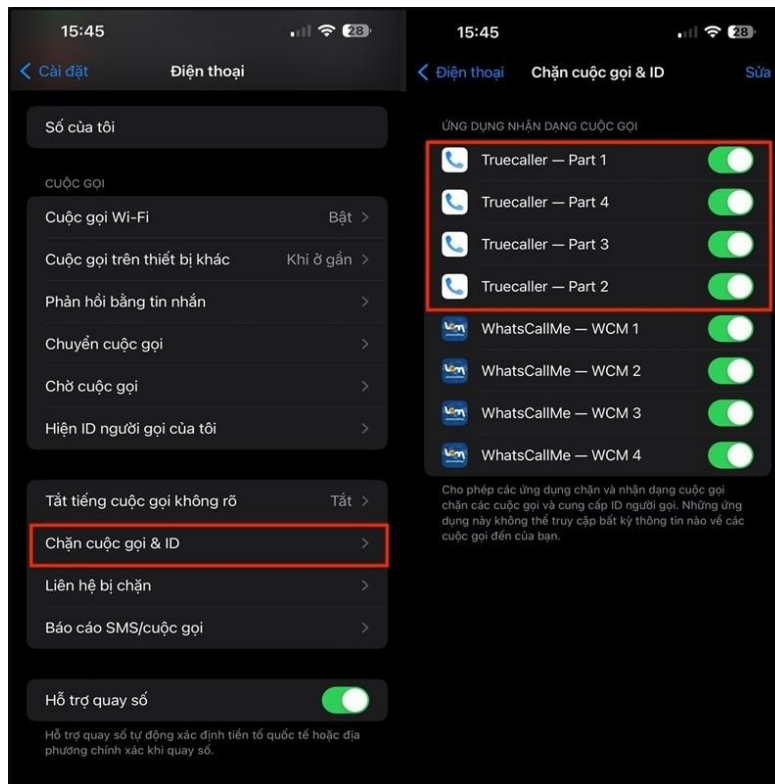 15:45
28
Cài đặt
Điện thoại
Số của tôi
CUỘC GỌI
Cuộc gọi Wi-Fi Bật
Cuộc gọi trên thiết bị khác Khi ở gần
Phản hồi bằng tin nhắn
Chuyển cuộc gọi
Chờ cuộc gọi
Hiện ID người gọi của tôi
Tắt tiếng cuộc gọi không rõ Tắt
Chặn cuộc gọi & ID
Liên hệ bị chặn
Báo cáo SMS/cuộc gọi
Hỗ trợ quay số
Hỗ trợ quay số tự động xác định tiền tố quốc tế hoặc địa
phương chính xác khi quay số.
15:45
28
Điện thoại
Chặn cuộc gọi & ID
Sửa
ỨNG DỤNG NHẬN DẠNG CUỘC GỌI
Truecaller — Part 1
Truecaller — Part 4
Truecaller — Part 3
Truecaller — Part 2
WhatsCallMe — WCM 1
WhatsCallMe — WCM 2
WhatsCallMe — WCM 3
WhatsCallMe — WCM 4
Cho phép các ứng dụng chặn và nhận dạng cuộc gọi
chặn các cuộc gọi và cung cấp ID người gọi. Những ứng
dụng này không thể truy cập bất kỳ thông tin nào về các
cuộc gọi đến của bạn.